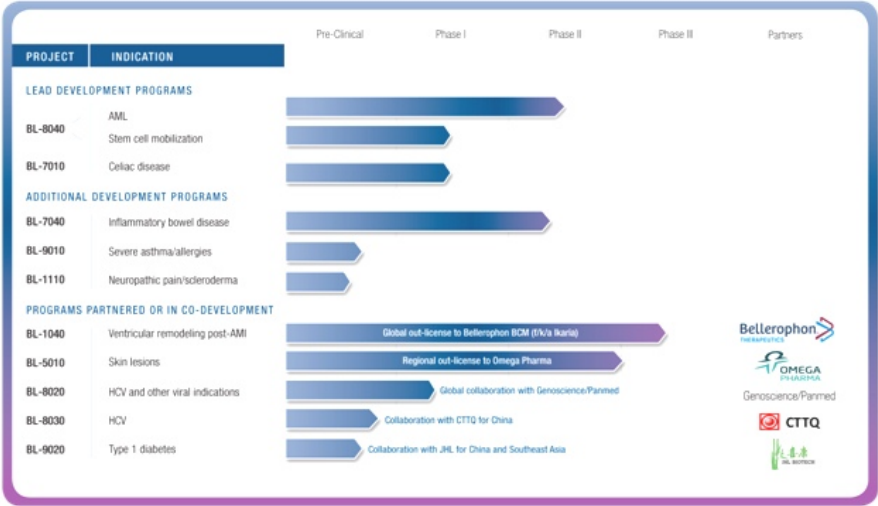 Pre-Clinical Phase I Phase II Phase III Partners
PROJECT INDICATION
LEAD DEVELOPMENT PROGRAMS
BL-8040 AML
Stem cell mobilization
BL-7010 Celiac disease
ADDITIONAL DEVELOPMENT PROGRAMS
BL-7040 Inflammatory bowel disease
BL-9010 Severe asthma/allergies
BL-1110 Neuropathic pain/scleroderma
PROGRAMS PARTNERED OR IN CO-DEVELOPMENT
BL-1040 Ventricular remodeling post-AMI Global out-license to Bellerophon BCM (f/k/a Ikaria) Bellerophon
THERAPEUTICS
BL-5010 Skin lesions Regional out-license to Omega Pharma OMEGA
PHARMA
BL-8020 HCV and other viral indications Global collaboration with Genoscience/Panmed Genoscience/Panmed
BL-8030 HCV Collaboration with CTTQ for China CTTQ
BL-9020 Type 1 diabetes Collaboration with JHL for China and Southeast Asia
JHL BIOTECH